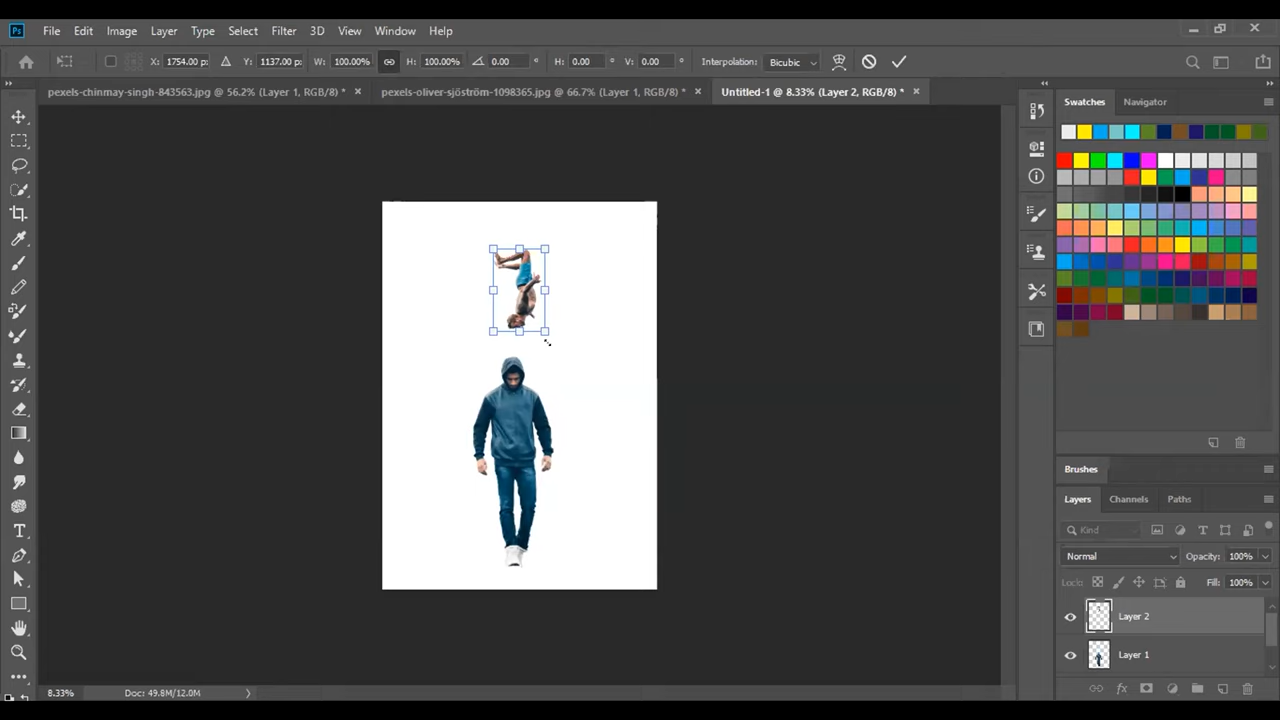 Ps File Edit Image Layer Type Select Filter 3D View Window Help
X: 1754.00 px Y: 1137.00 px W: 100.00% H: 100.00% 0.00 ° H: 0.00 ° V: 0.00 ° Interpolation: Bicubic
pexels-chinmay-singh-843563.jpg @ 56.2% (Layer 1, RGB/8) * pexels-oliver-sjöström-1098365.jpg @ 66.7% (Layer 1, RGB/8) * Untitled-1 @ 8.33% (Layer 2, RGB/8) *
Swatches Navigator
Brushes
Layers Channels Paths
Kind
Normal Opacity: 100%
Lock: Fill: 100%
Layer 2
Layer 1
8.33% Doc: 49.8M/12.0M